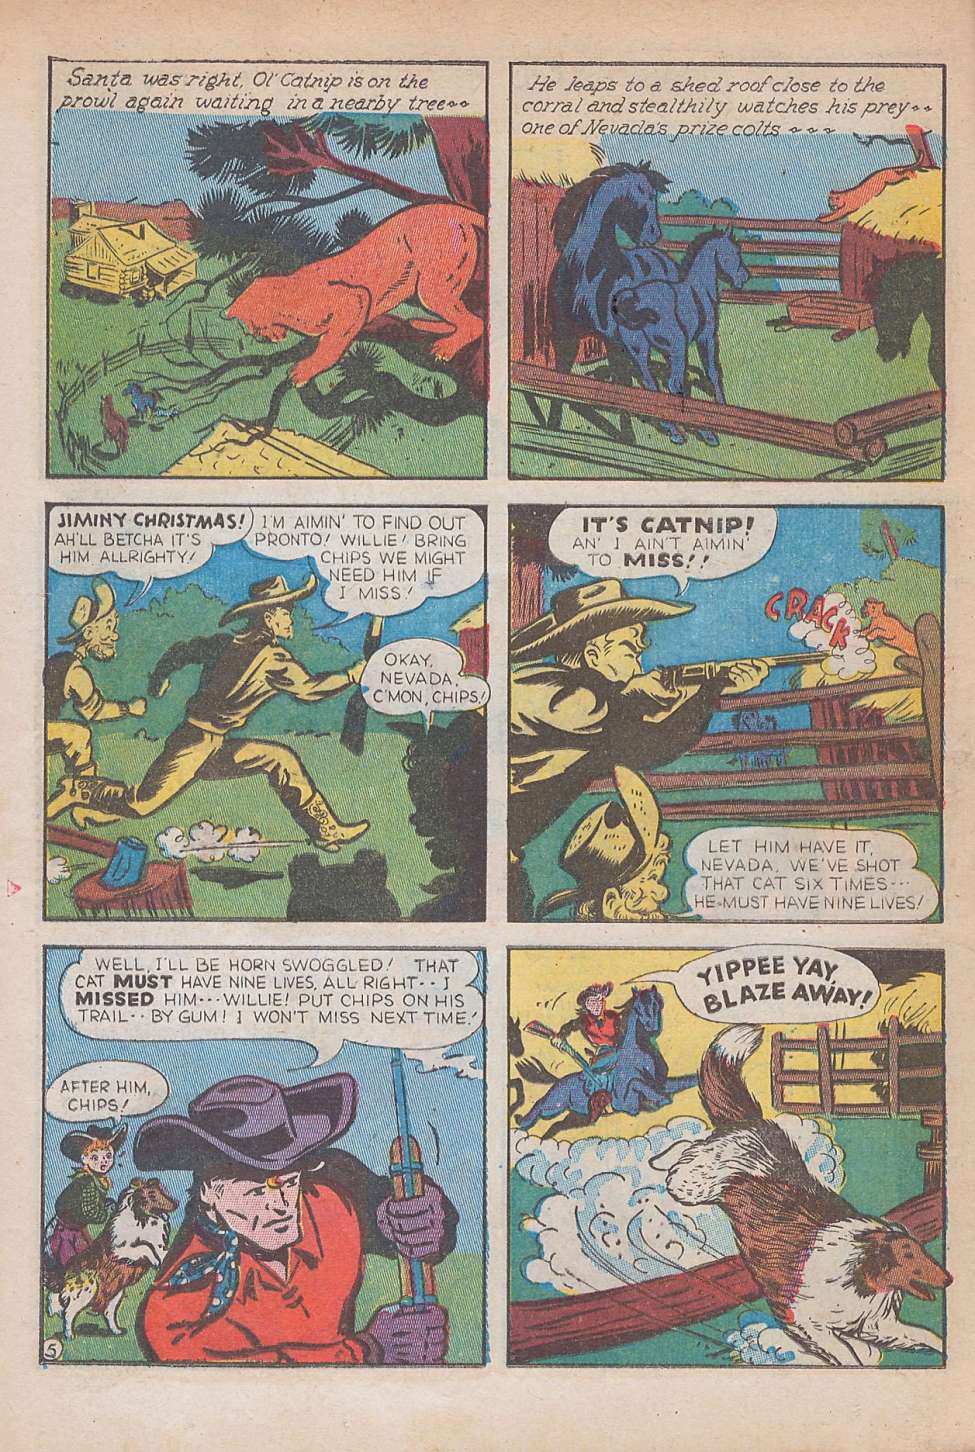 Santa was right, Ol' Catnip is on the
prowl again waiting in a nearby tree~~
He leaps to a shed roof close to the
corral and stealthily watches his prey~~
one of Nevada's prize colts ~ ~ ~
JIMINY CHRISTMAS!
AH'LL BETCHA IT'S
HIM ALLRIGHTY!
I'M AIMIN' TO FIND OUT
PRONTO! WILLIE! BRING
CHIPS WE MIGHT
NEED HIM IF
I MISS!
OKAY,
NEVADA,
C'MON, CHIPS!
IT'S CATNIP!
AN' I AIN'T AIMIN'
TO MISS!!
CRACK
LET HIM HAVE IT,
NEVADA, WE'VE SHOT
THAT CAT SIX TIMES---
HE MUST HAVE NINE LIVES!
WELL, I'LL BE HORN SWOGGLED! THAT
CAT MUST HAVE NINE LIVES, ALL RIGHT-- I
MISSED HIM---WILLIE! PUT CHIPS ON HIS
TRAIL-- BY GUM! I WON'T MISS NEXT TIME!
AFTER HIM,
CHIPS!
5
YIPPEE YAY,
BLAZE AWAY!